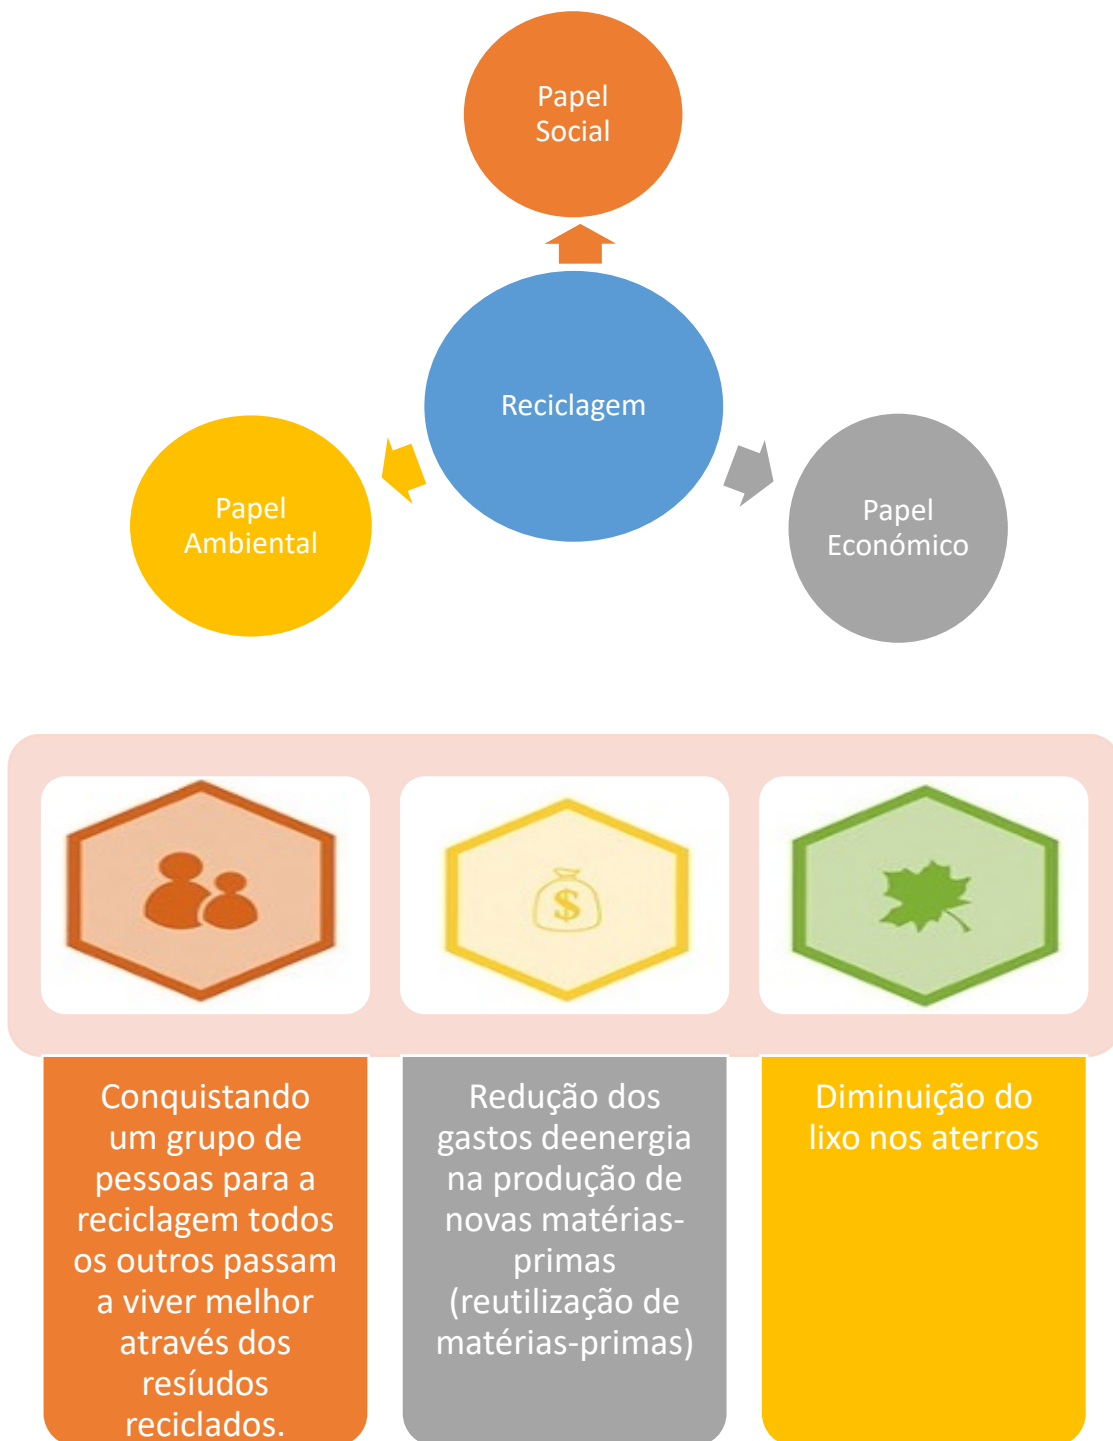 Papel
Social
Reciclagem
Papel
Ambiental
Papel
Económico
$
Conquistando
um grupo de
pessoas para a
reciclagem todos
os outros passam
a viver melhor
através dos
resíudos
reciclados.
Redução dos
gastos deenergia
na produção de
novas matérias-
primas
(reutilização de
matérias-primas)
Diminuição do
lixo nos aterros